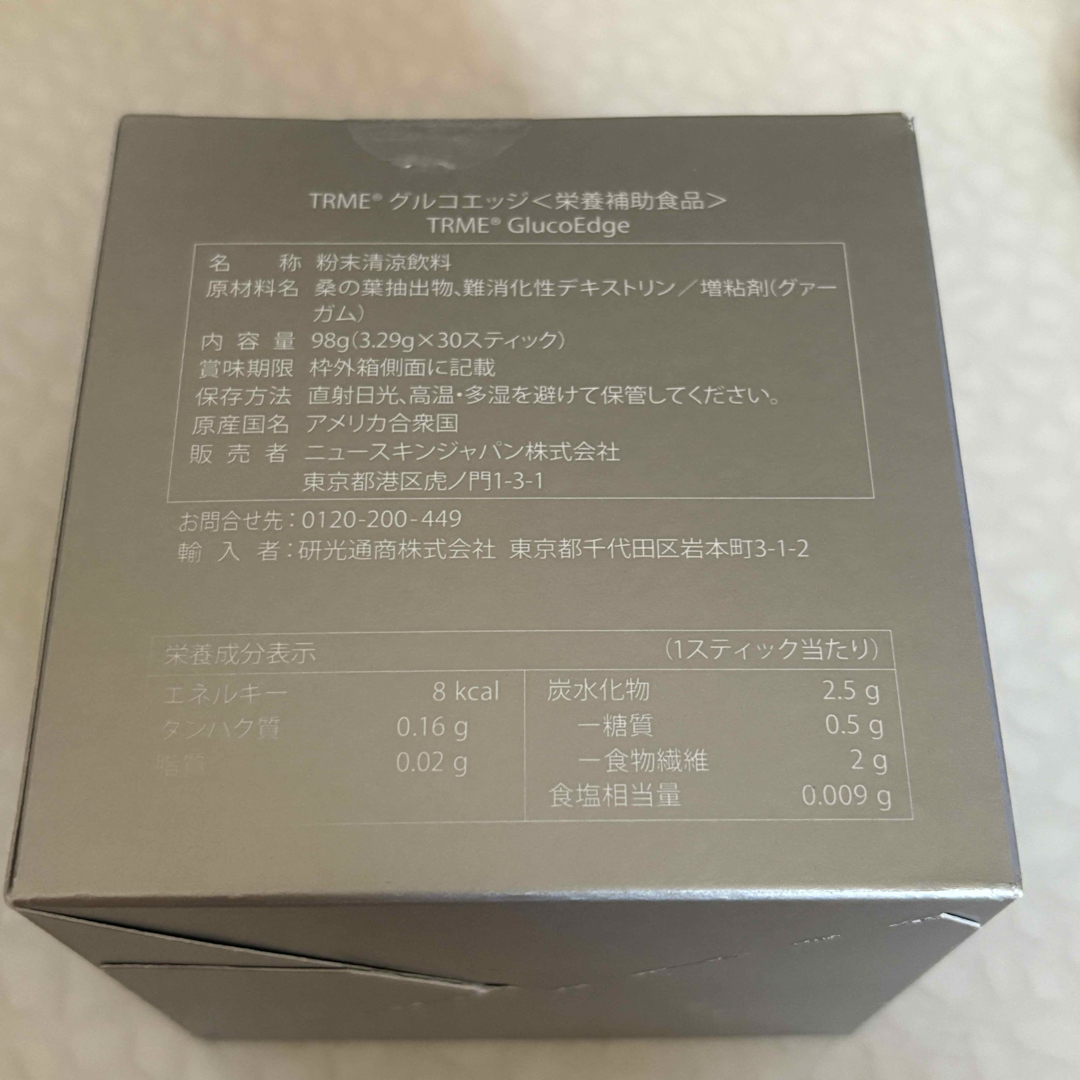 TRME® グルコエッジ＜栄養補助食品＞
TRME® GlucoEdge
名 称 粉末清涼飲料
原材料名 桑の葉抽出物、難消化性デキストリン／増粘剤（グァー
ガム）
内容量 98g（3.29g×30スティック）
賞味期限 枠外箱側面に記載
保存方法 直射日光、高温・多湿を避けて保管してください。
原産国名 アメリカ合衆国
販売者 ニュースキンジャパン株式会社
東京都港区虎ノ門1-3-1
お問合せ先：0120-200-449
輸入者：研光通商株式会社 東京都千代田区岩本町3-1-2
栄養成分表示 （1スティック当たり）
エネルギー 8 kcal
タンパク質 0.16 g
脂質 0.02 g
炭水化物 2.5 g
－糖質 0.5 g
－食物繊維 2 g
食塩相当量 0.009 g